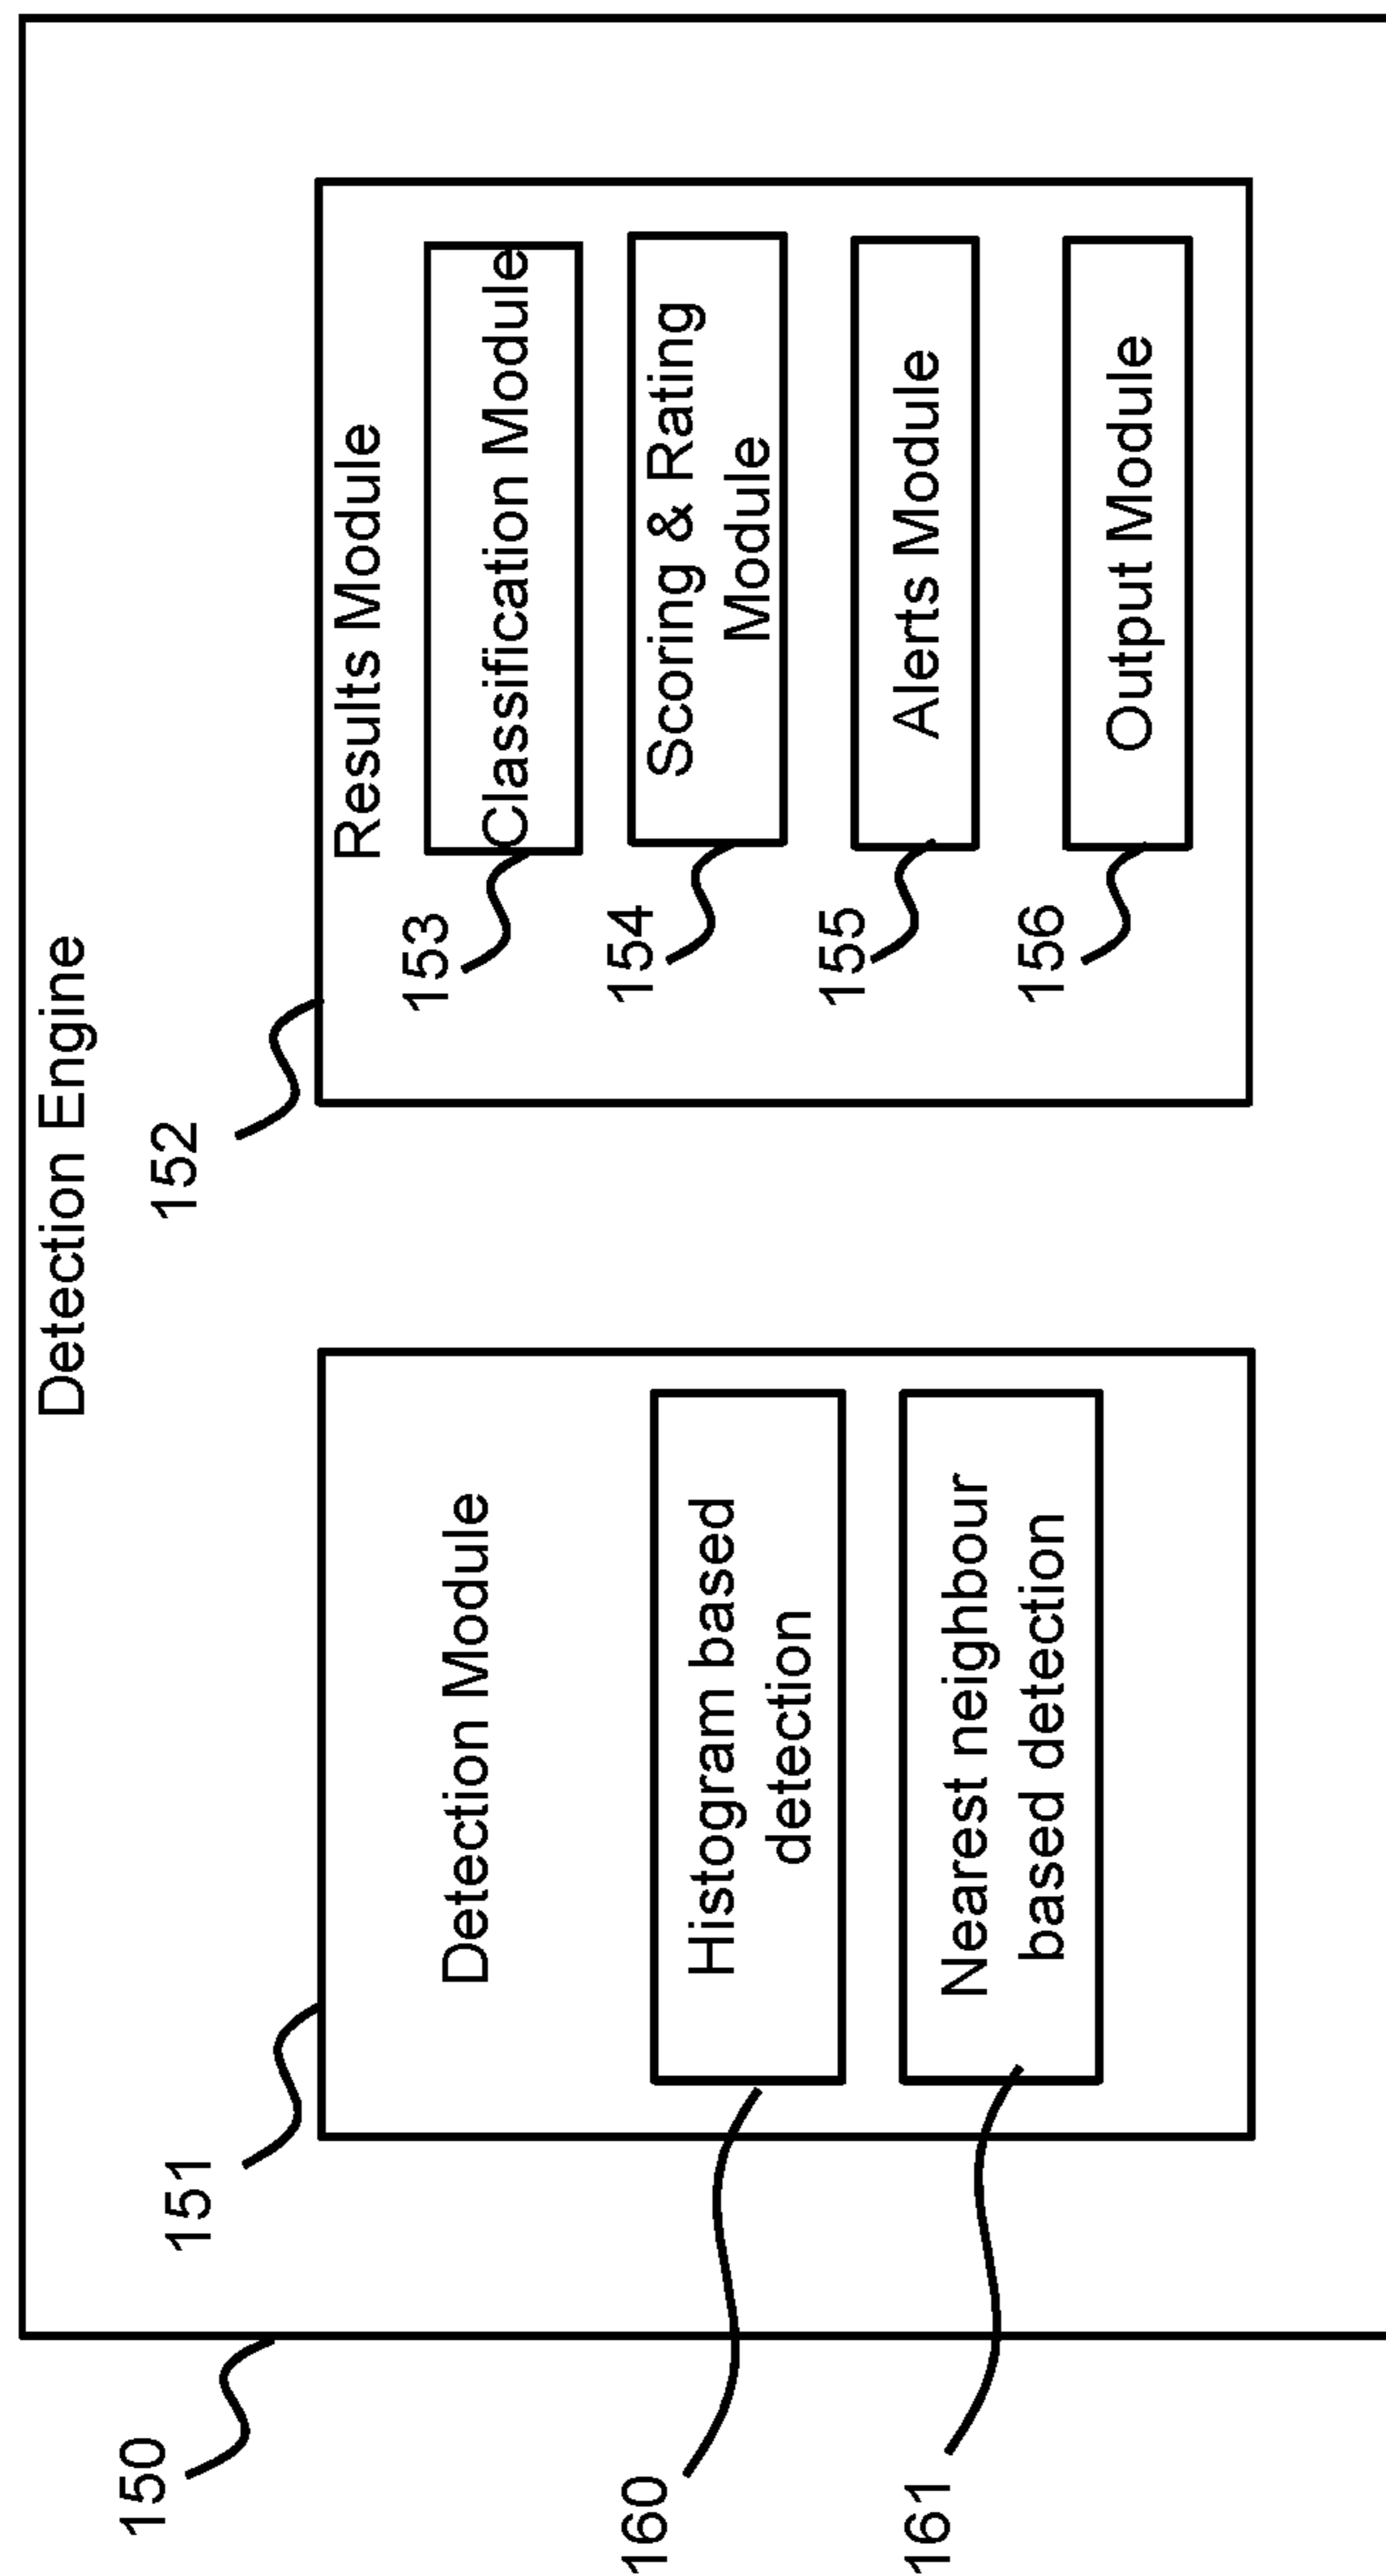 Detection Engine
150
151
Detection Module
160
Histogram based
detection
161
Nearest neighbour
based detection
152
Results Module
153
Classification Module
154
Scoring & Rating
Module
155
Alerts Module
156
Output Module